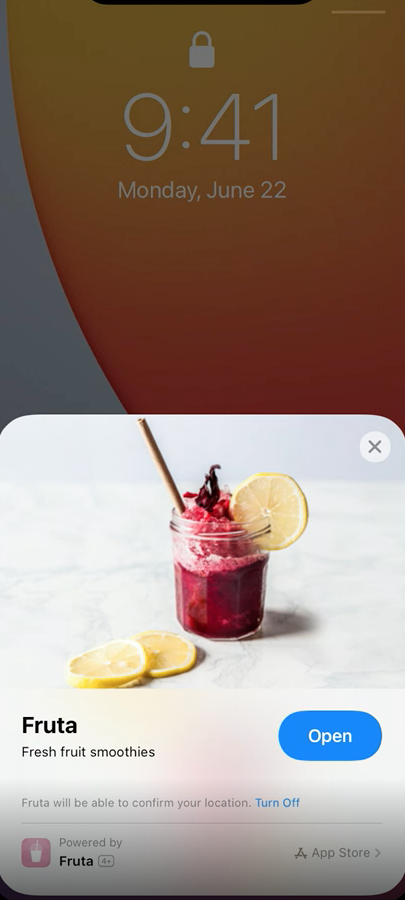 9:41
Monday, June 22
Fruta
Fresh fruit smoothies
Open
Fruta will be able to confirm your location. Turn Off
Powered by
Fruta 4+
App Store